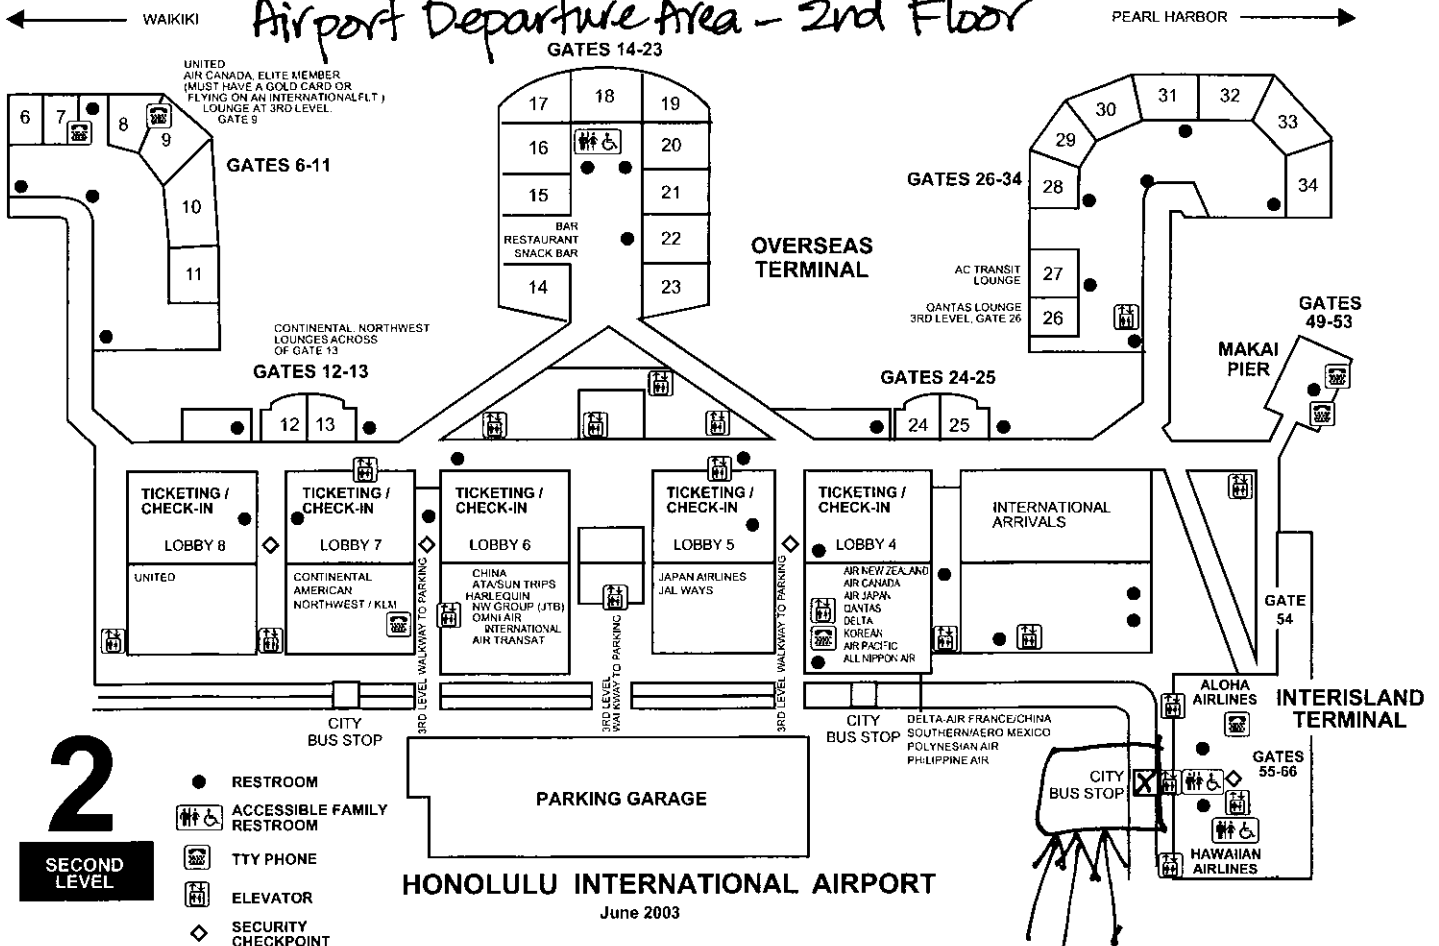 WAIKIKI
Airport Departure Area - 2nd Floor
PEARL HARBOR
GATES 14-23
UNITED
AIR CANADA, ELITE MEMBER
(MUST HAVE A GOLD CARD OR
FLYING ON AN INTERNATIONAL FLT)
LOUNGE AT 3RD LEVEL.
GATE 9
6
7
8
9
10
11
GATES 6-11
17
18
19
16
20
15
21
BAR
RESTAURANT
SNACK BAR
22
14
23
OVERSEAS
TERMINAL
GATES 26-34
31
32
30
33
29
28
34
AC TRANSIT
LOUNGE
27
QANTAS LOUNGE
3RD LEVEL, GATE 26
26
GATES
49-53
MAKAI
PIER
CONTINENTAL, NORTHWEST
LOUNGES ACROSS
OF GATE 13
GATES 12-13
12
13
GATES 24-25
24
25
TICKETING /
CHECK-IN
LOBBY 8
UNITED
TICKETING /
CHECK-IN
LOBBY 7
CONTINENTAL
AMERICAN
NORTHWEST / KLM
3RD LEVEL WALKWAY TO PARKING
TICKETING /
CHECK-IN
LOBBY 6
CHINA
ATA/SUN TRIPS
HARLEQUIN
NW GROUP (JTB)
OMNI AIR
INTERNATIONAL
AIR TRANSAT
3RD LEVEL
WALKWAY TO PARKING
TICKETING /
CHECK-IN
LOBBY 5
JAPAN AIRLINES
JAL WAYS
3RD LEVEL WALKWAY TO PARKING
TICKETING /
CHECK-IN
LOBBY 4
AIR NEW ZEALAND
AIR CANADA
AIR JAPAN
QANTAS
DELTA
KOREAN
AIR PACIFIC
ALL NIPPON AIR
INTERNATIONAL
ARRIVALS
GATE
54
CITY
BUS STOP
CITY
BUS STOP
DELTA-AIR FRANCE/CHINA
SOUTHERN/AERO MEXICO
POLYNESIAN AIR
PHILIPPINE AIR
ALOHA
AIRLINES
INTERISLAND
TERMINAL
GATES
55-66
CITY
BUS STOP
X
HAWAIIAN
AIRLINES
PARKING GARAGE
2
SECOND
LEVEL
RESTROOM
ACCESSIBLE FAMILY
RESTROOM
TTY PHONE
ELEVATOR
SECURITY
CHECKPOINT
HONOLULU INTERNATIONAL AIRPORT
June 2003